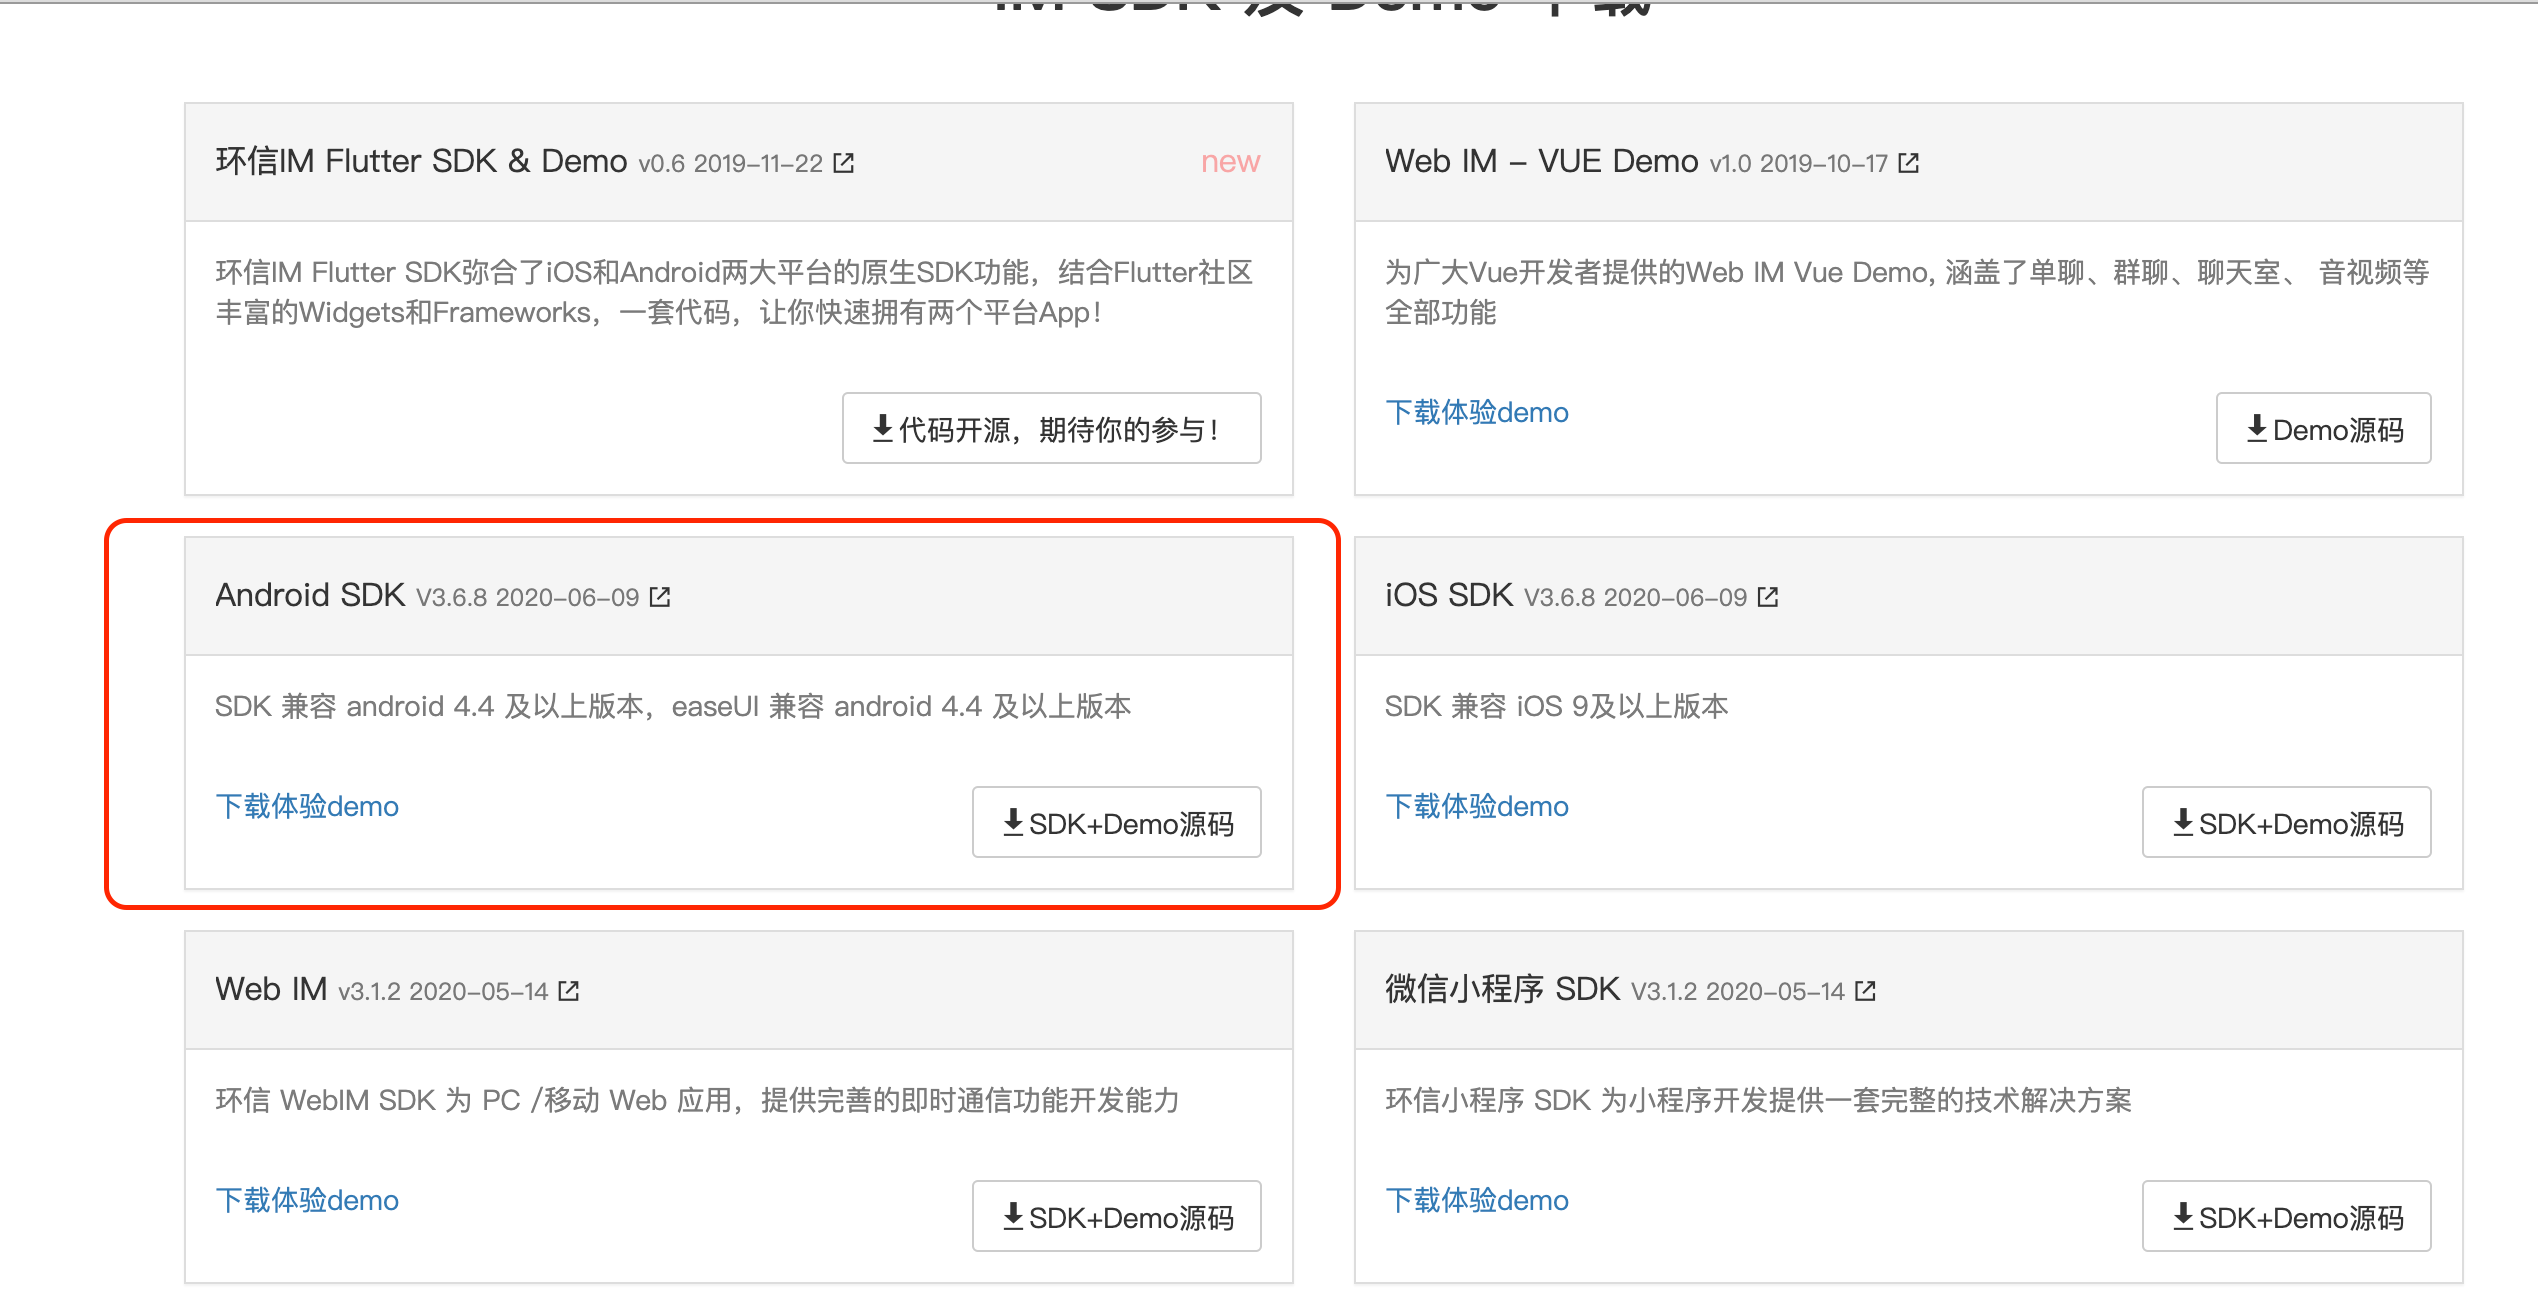 IM SDK 及 Demo 下载
环信IM Flutter SDK & Demo v0.6 2019-11-22
new
环信IM Flutter SDK弥合了iOS和Android两大平台的原生SDK功能，结合Flutter社区
丰富的Widgets和Frameworks，一套代码，让你快速拥有两个平台App！
代码开源，期待你的参与！
Web IM - VUE Demo v1.0 2019-10-17
为广大Vue开发者提供的Web IM Vue Demo, 涵盖了单聊、群聊、聊天室、 音视频等
全部功能
下载体验demo
Demo源码
Android SDK V3.6.8 2020-06-09
SDK 兼容 android 4.4 及以上版本，easeUI 兼容 android 4.4 及以上版本
下载体验demo
SDK+Demo源码
iOS SDK V3.6.8 2020-06-09
SDK 兼容 iOS 9及以上版本
下载体验demo
SDK+Demo源码
Web IM v3.1.2 2020-05-14
环信 WebIM SDK 为 PC /移动 Web 应用，提供完善的即时通信功能开发能力
下载体验demo
SDK+Demo源码
微信小程序 SDK V3.1.2 2020-05-14
环信小程序 SDK 为小程序开发提供一套完整的技术解决方案
下载体验demo
SDK+Demo源码